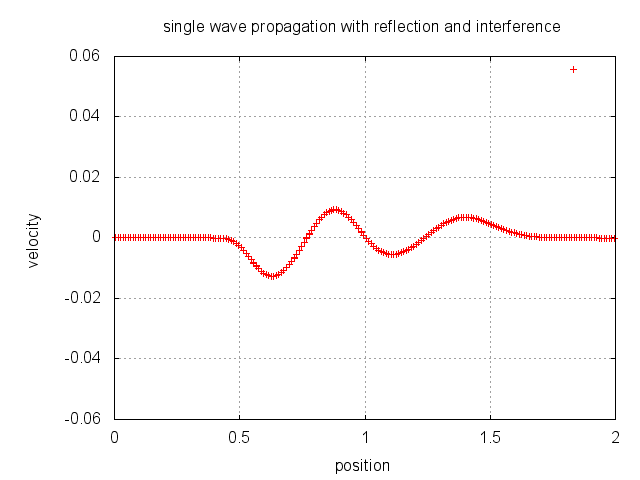 single wave propagation with reflection and interference
0.06
0.04
0.02
0
-0.02
-0.04
-0.06
velocity
0 0.5 1 1.5 2
position